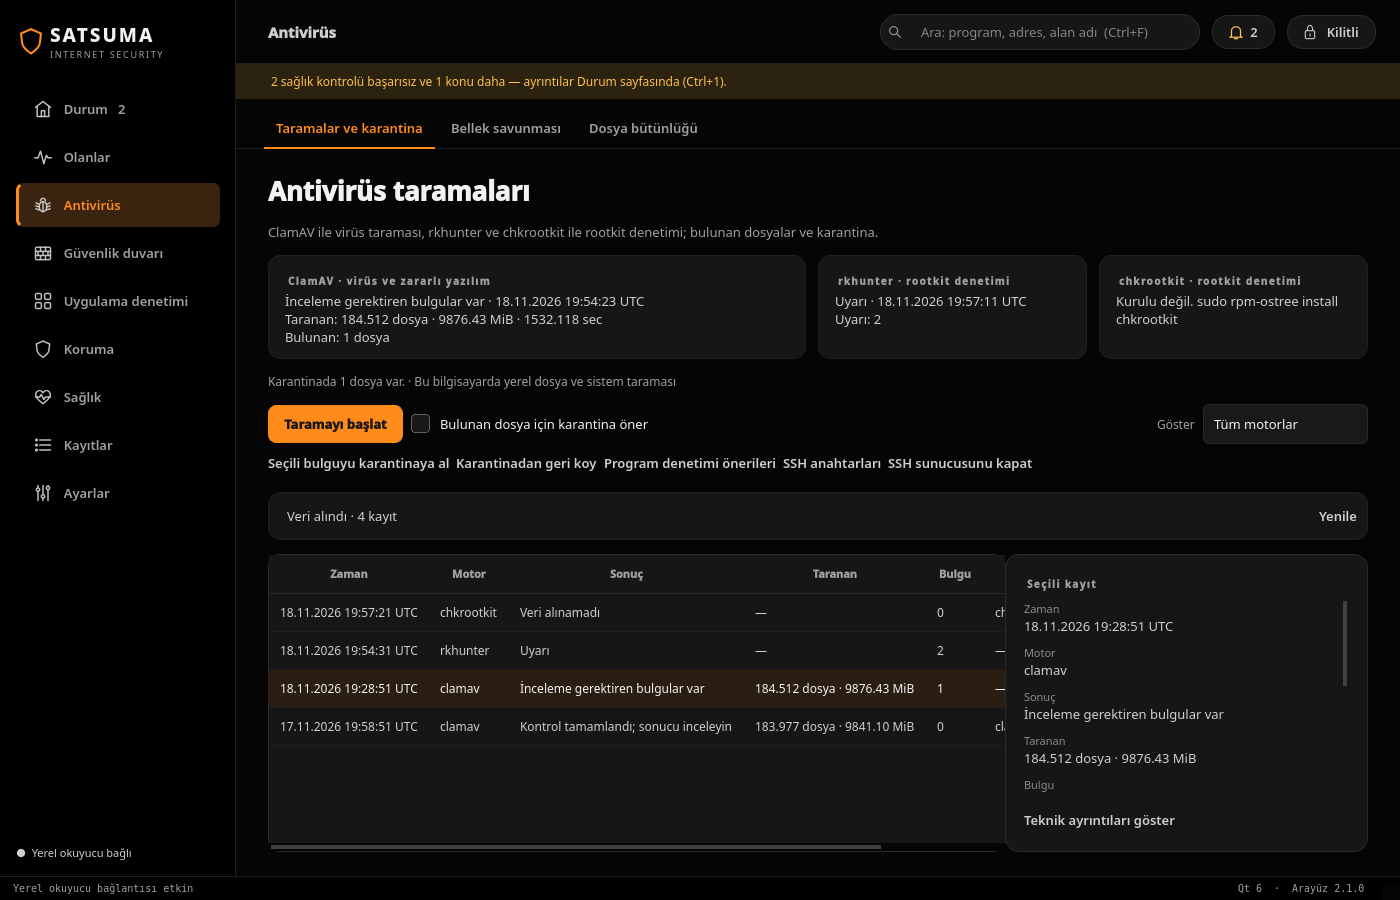 SATSUMA
INTERNET SECURITY
Durum 2
Olanlar
Antivirüs
Güvenlik duvarı
Uygulama denetimi
Koruma
Sağlık
Kayıtlar
Ayarlar
Yerel okuyucu bağlı
Antivirüs
Ara: program, adres, alan adı (Ctrl+F)
2
Kilitli
2 sağlık kontrolü başarısız ve 1 konu daha — ayrıntılar Durum sayfasında (Ctrl+1).
Taramalar ve karantina
Bellek savunması
Dosya bütünlüğü
Antivirüs taramaları
ClamAV ile virüs taraması, rkhunter ve chkrootkit ile rootkit denetimi; bulunan dosyalar ve karantina.
ClamAV · virüs ve zararlı yazılım
İnceleme gerektiren bulgular var · 18.11.2026 19:54:23 UTC
Taranan: 184.512 dosya · 9876.43 MiB · 1532.118 sec
Bulunan: 1 dosya
rkhunter · rootkit denetimi
Uyarı · 18.11.2026 19:57:11 UTC
Uyarı: 2
chkrootkit · rootkit denetimi
Kurulu değil. sudo rpm-ostree install
chkrootkit
Karantinada 1 dosya var. · Bu bilgisayarda yerel dosya ve sistem taraması
Taramayı başlat
Bulunan dosya için karantina öner
Göster
Tüm motorlar
Seçili bulguyu karantinaya al Karantinadan geri koy Program denetimi önerileri SSH anahtarları SSH sunucusunu kapat
Veri alındı · 4 kayıt
Yenile
Zaman Motor Sonuç Taranan Bulgu
18.11.2026 19:57:21 UTC chkrootkit Veri alınamadı — 0 ch
18.11.2026 19:54:31 UTC rkhunter Uyarı — 2 —
18.11.2026 19:28:51 UTC clamav İnceleme gerektiren bulgular var 184.512 dosya · 9876.43 MiB 1 —
17.11.2026 19:58:51 UTC clamav Kontrol tamamlandı; sonucu inceleyin 183.977 dosya · 9841.10 MiB 0
Seçili kayıt
Zaman
18.11.2026 19:28:51 UTC
Motor
clamav
Sonuç
İnceleme gerektiren bulgular var
Taranan
184.512 dosya · 9876.43 MiB
Bulgu
Teknik ayrıntıları göster
Yerel okuyucu bağlantısı etkin
Qt 6 · Arayüz 2.1.0